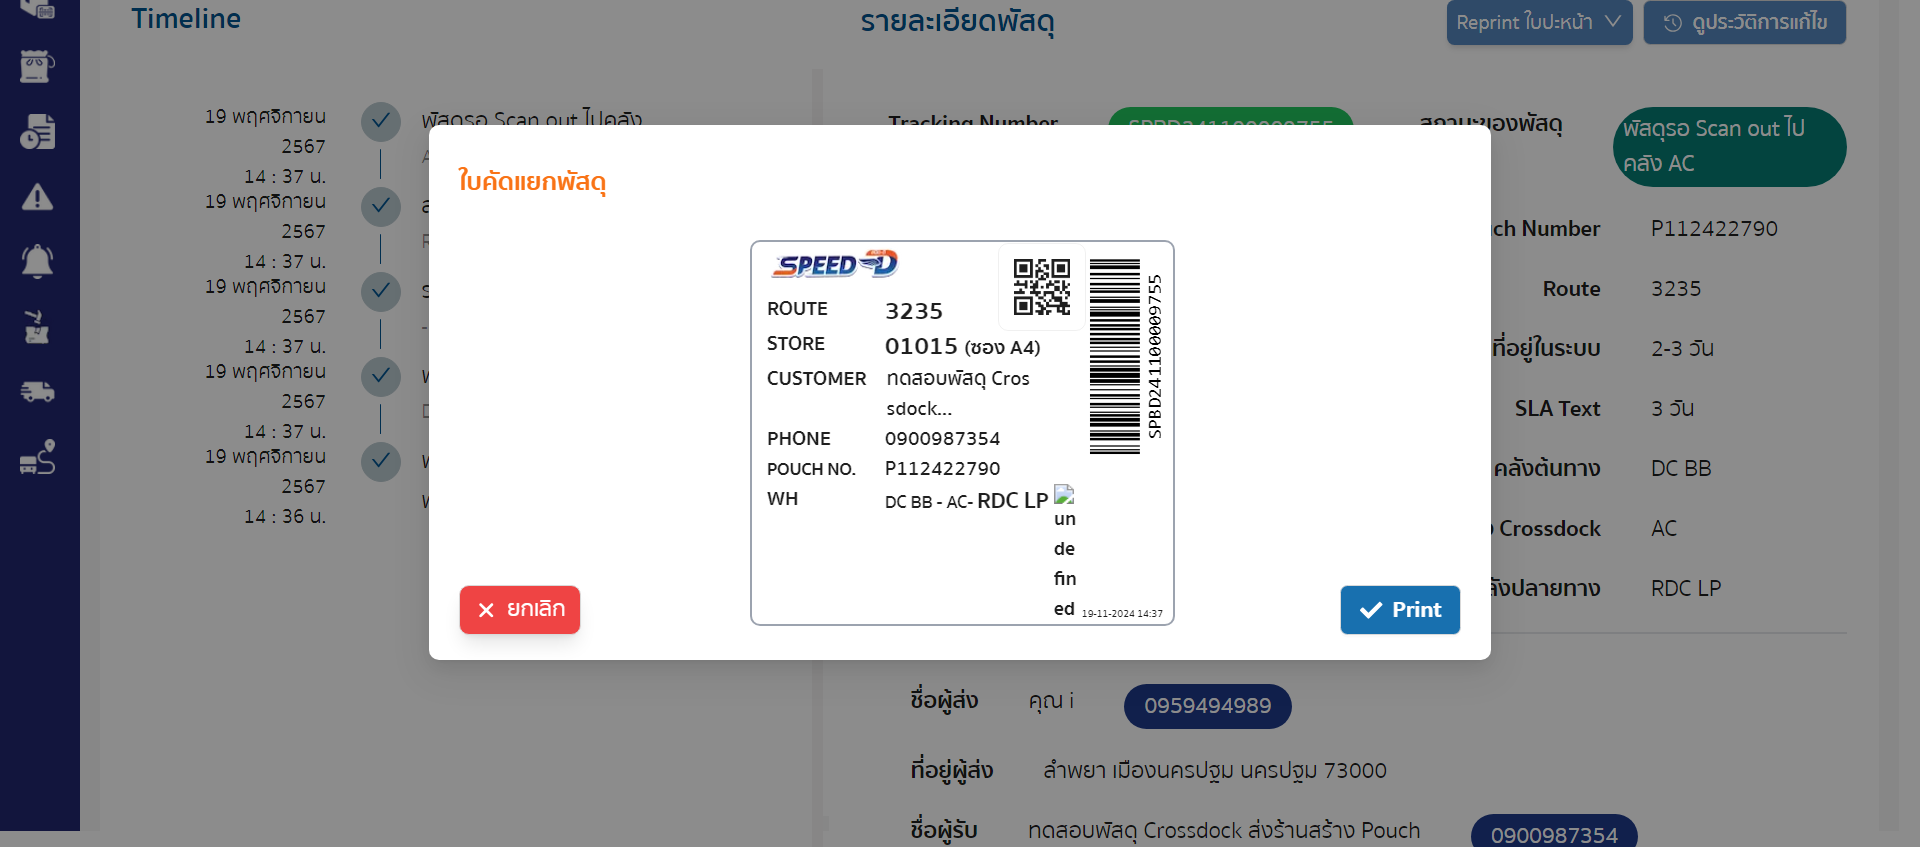 Timeline
รายละเอียดพัสดุ
Reprint ใบปะหน้า
ดูประวัติการแก้ไข
19 พฤศจิกายน
2567
14 : 37 น.
พัสดุรอ Scan out ไปคลัง
19 พฤศจิกายน
2567
14 : 37 น.
19 พฤศจิกายน
2567
14 : 37 น.
19 พฤศจิกายน
2567
14 : 37 น.
19 พฤศจิกายน
2567
14 : 36 น.
Tracking Number
SPBD241100009755
สถานะของพัสดุ
พัสดุรอ Scan out ไป
คลัง AC
ch Number
P112422790
Route
3235
ที่อยู่ในระบบ
2-3 วัน
SLA Text
3 วัน
คลังต้นทาง
DC BB
Crossdock
AC
ังปลายทาง
RDC LP
ใบคัดแยกพัสดุ
SPEED-D
ROUTE
3235
STORE
01015 (ซอง A4)
CUSTOMER
ทดสอบพัสดุ Cros
sdock...
PHONE
0900987354
POUCH NO.
P112422790
WH
DC BB - AC- RDC LP
un
de
fin
ed
19-11-2024 14:37
SPBD241100009755
ยกเลิก
Print
ชื่อผู้ส่ง
คุณ i
0959494989
ที่อยู่ผู้ส่ง
ลำพยา เมืองนครปฐม นครปฐม 73000
ชื่อผู้รับ
ทดสอบพัสดุ Crossdock ส่งร้านสร้าง Pouch
0900987354